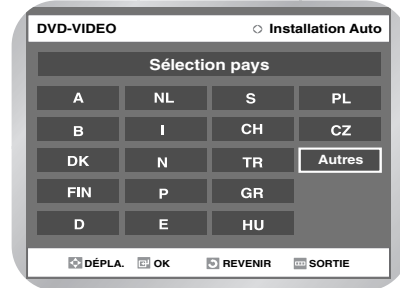 DVD-VIDEO Installation Auto
Sélection pays
A NL S PL
B I CH CZ
DK N TR Autres
FIN P GR
D E HU
DÉPLA. OK REVENIR SORTIE